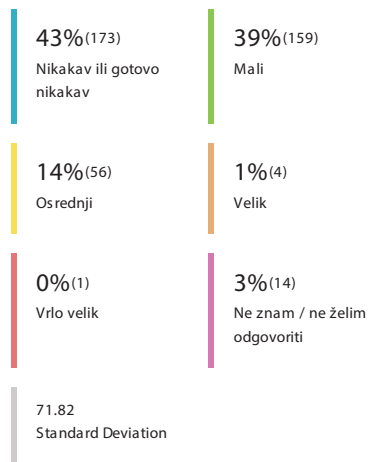 43%(173)
Nikakav ili gotovo
nikakav
39%(159)
Mali
14%(56)
Osrednji
1%(4)
Velik
0%(1)
Vrlo velik
3%(14)
Ne znam / ne želim
odgovoriti
71.82
Standard Deviation